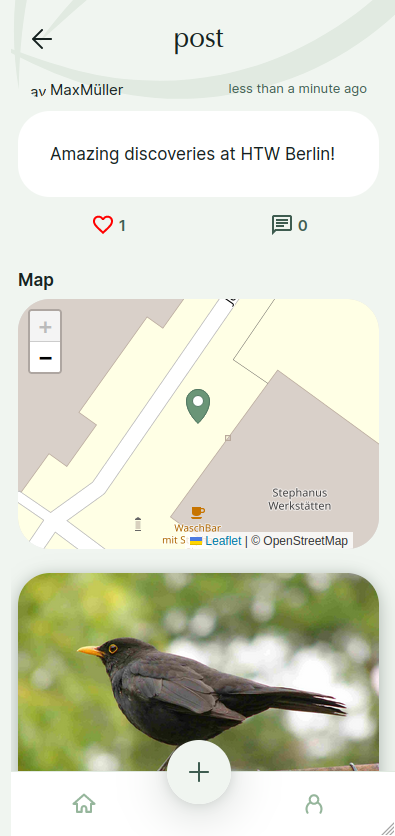 post
av MaxMüller
less than a minute ago
Amazing discoveries at HTW Berlin!
1
0
Map
+
−
Stephanus
Werkstätten
WaschBar
mit S
Leaflet | © OpenStreetMap